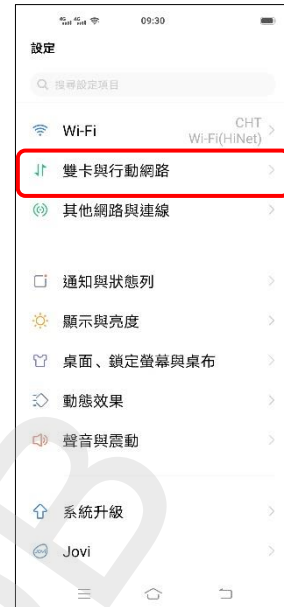 4G 4G 09:30
設定
搜尋設定項目
Wi-Fi
CHT
Wi-Fi(HiNet)
雙卡與行動網路
其他網路與連線
通知與狀態列
顯示與亮度
桌面、鎖定螢幕與桌布
動態效果
聲音與震動
系統升級
Jovi